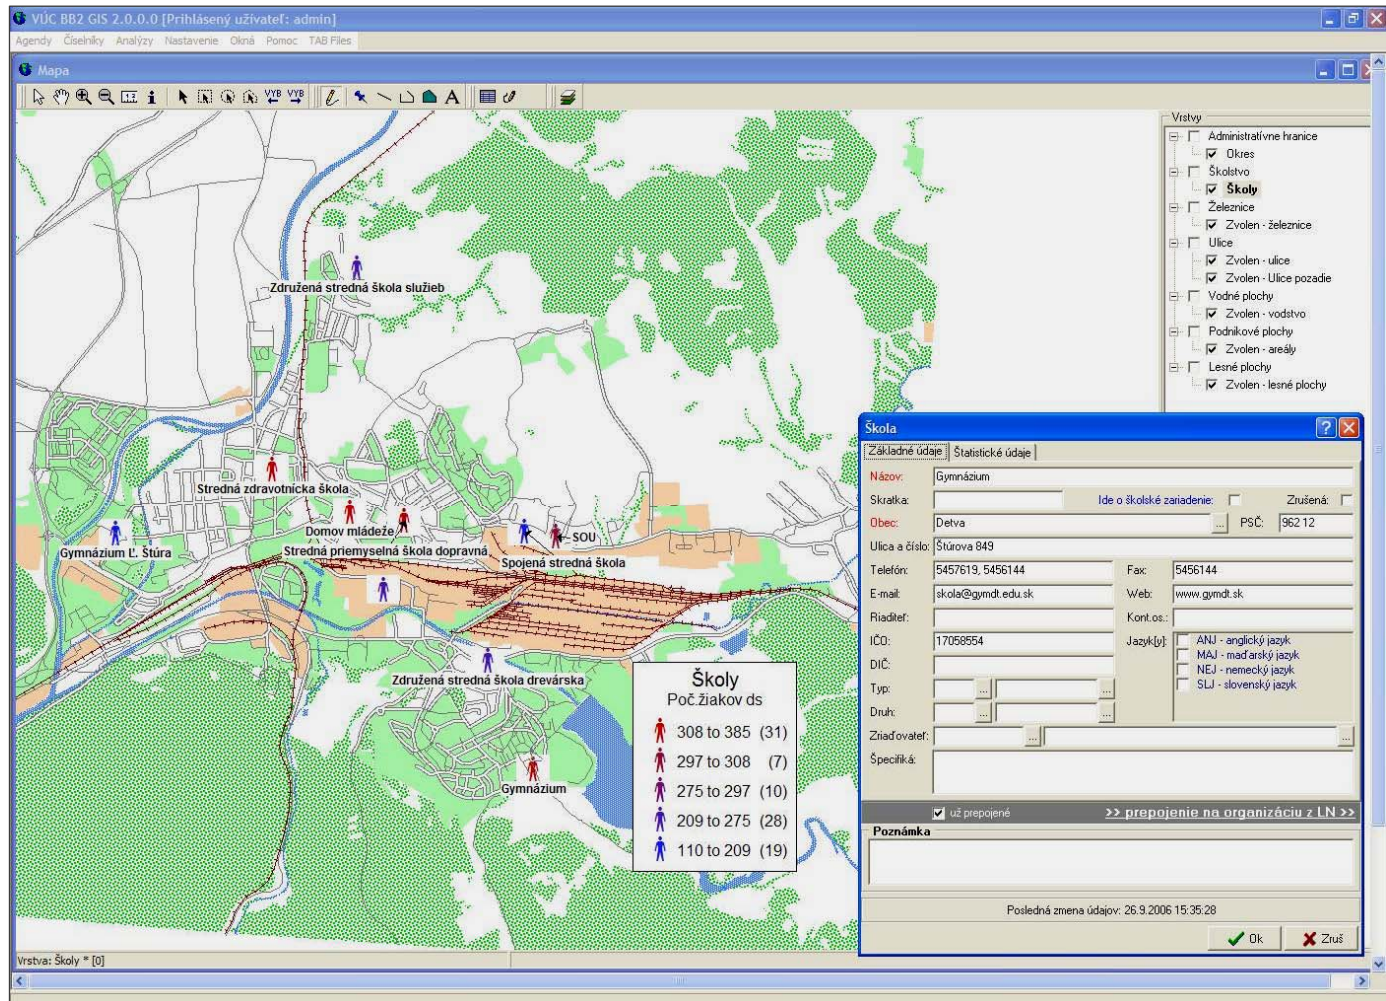 VÚC BB2 GIS 2.0.0.0 [Prihlásený užívateľ: admin]
Agendy Číselníky Analýzy Nastavenie Okná Pomoc TAB Files
Mapa
VYB VYB A
Vrstvy
Administratívne hranice
Okres
Školstvo
Školy
Železnice
Zvolen - železnice
Ulice
Zvolen - ulice
Zvolen - Ulice pozadie
Vodné plochy
Zvolen - vodstvo
Podnikové plochy
Zvolen - areály
Lesné plochy
Zvolen - lesné plochy
Združená stredná škola služieb
Stredná zdravotnícka škola
Domov mládeže
Stredná priemyselná škola dopravná
SOU
Spojená stredná škola
Gymnázium Ľ. Štúra
Združená stredná škola drevárska
Gymnázium
Školy
Poč.žiakov ds
308 to 385 (31)
297 to 308 (7)
275 to 297 (10)
209 to 275 (28)
110 to 209 (19)
Škola
Základné údaje Štatistické údaje
Názov: Gymnázium
Skratka: Ide o školské zariadenie: Zrušená:
Obec: Detva ... PSČ: 962 12
Ulica a číslo: Štúrova 849
Telefón: 5457619, 5456144 Fax: 5456144
E-mail: skola@gymdt.edu.sk Web: www.gymdt.sk
Riaditeľ: Kont.os.:
IČO: 17058554 Jazyk[y]: ANJ - anglický jazyk
MAJ - maďarský jazyk
DIČ: NEJ - nemecký jazyk
SLJ - slovenský jazyk
Typ: ... ...
Druh: ... ...
Zriaďovateľ: ... ...
Špecifiká:
už prepojené >> prepojenie na organizáciu z LN >>
Poznámka
Posledná zmena údajov: 26.9.2006 15:35:28
Ok Zruš
Vrstva: Školy * [0]